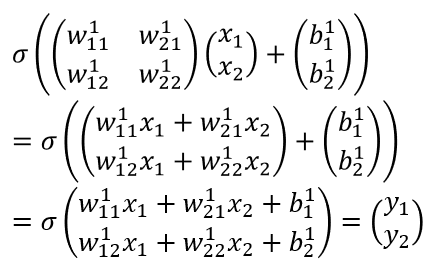 σ((w¹₁₁ w¹₂₁; w¹₁₂ w¹₂₂)(x₁; x₂) + (b¹₁; b¹₂))
= σ((w¹₁₁x₁ + w¹₂₁x₂; w¹₁₂x₁ + w¹₂₂x₂) + (b¹₁; b¹₂))
= σ(w¹₁₁x₁ + w¹₂₁x₂ + b¹₁; w¹₁₂x₁ + w¹₂₂x₂ + b¹₂) = (y₁; y₂)